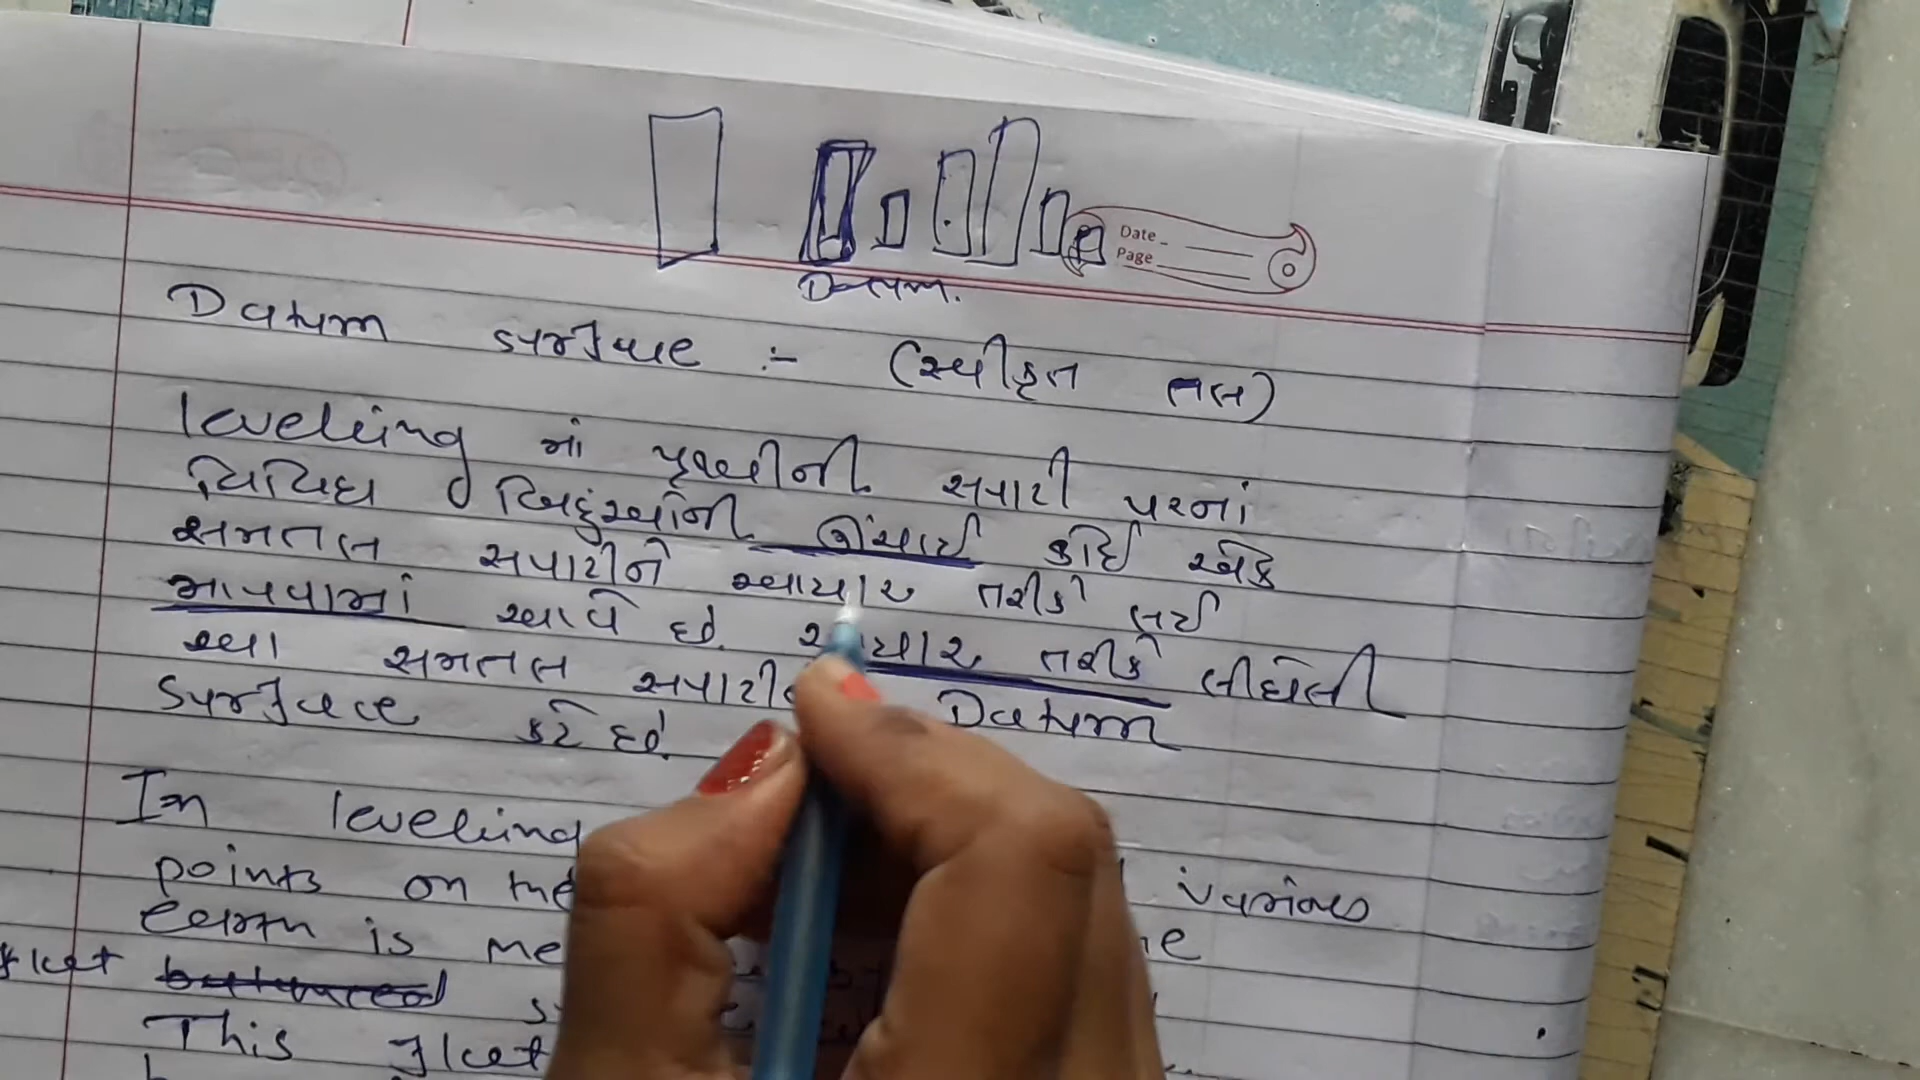 Date
Page
Datum.
Datum surface :- (સ્વીકૃત તલ)
leveling માં પૃથ્વીની સપાટી પરનાં
વિવિધ બિંદુઓની ઊંચાઈ કોઈ એક
સમતલ સપાટીને આધાર તરીકે લઈ
માપવામાં આવે છે. આધાર તરીકે લીધેલી
આ સમતલ સપાટી Datum
surface કહે છે.
In leveling various
points on the
earth is
flat
This flat